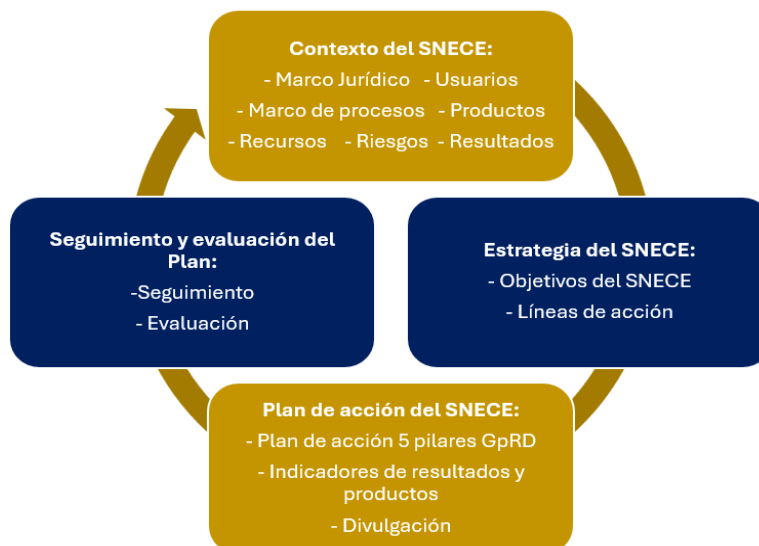 Contexto del SNECE:
- Marco Jurídico - Usuarios
- Marco de procesos - Productos
- Recursos - Riesgos - Resultados
Estrategia del SNECE:
- Objetivos del SNECE
- Líneas de acción
Plan de acción del SNECE:
- Plan de acción 5 pilares GpRD
- Indicadores de resultados y
productos
- Divulgación
Seguimiento y evaluación del
Plan:
-Seguimiento
- Evaluación